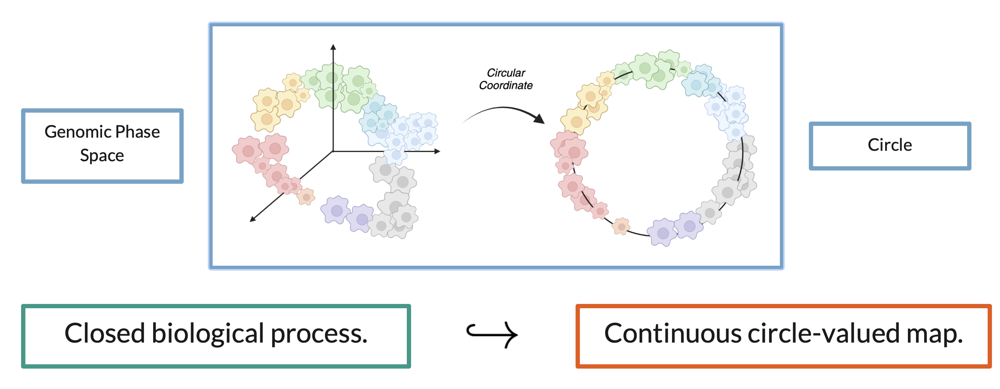 Circular
Coordinate
Genomic Phase
Space
Circle
Closed biological process.
Continuous circle-valued map.